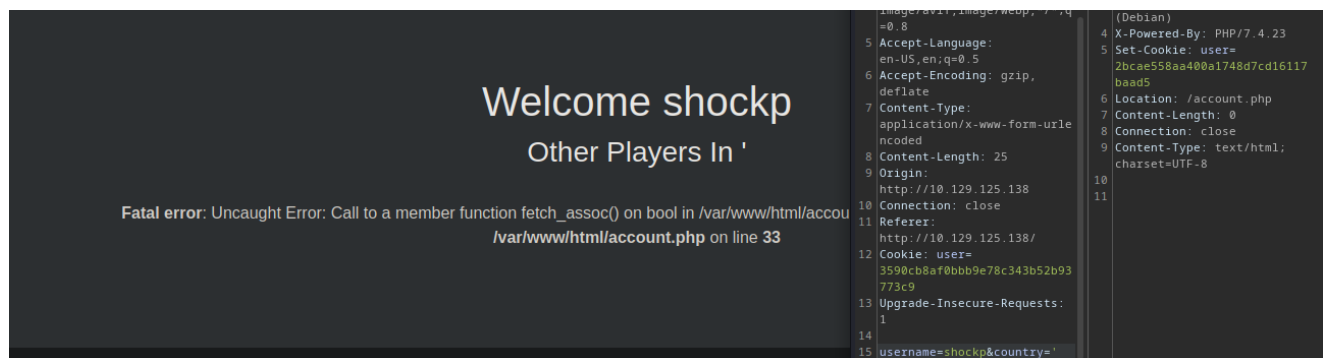 Welcome shockp
Other Players In '
Fatal error: Uncaught Error: Call to a member function fetch_assoc() on bool in /var/www/html/accou
/var/www/html/account.php on line 33
image/avif,image/webp,*/*;q
=0.8
5 Accept-Language:
en-US,en;q=0.5
6 Accept-Encoding: gzip,
deflate
7 Content-Type:
application/x-www-form-urle
ncoded
8 Content-Length: 25
9 Origin:
http://10.129.125.138
10 Connection: close
11 Referer:
http://10.129.125.138/
12 Cookie: user=
3590cb8af0bbb9e78c343b52b93
773c9
13 Upgrade-Insecure-Requests:
1
14
15 username=shockp&country='
(Debian)
4 X-Powered-By: PHP/7.4.23
5 Set-Cookie: user=
2bcae558aa400a1748d7cd16117
baad5
6 Location: /account.php
7 Content-Length: 0
8 Connection: close
9 Content-Type: text/html;
charset=UTF-8
10
11